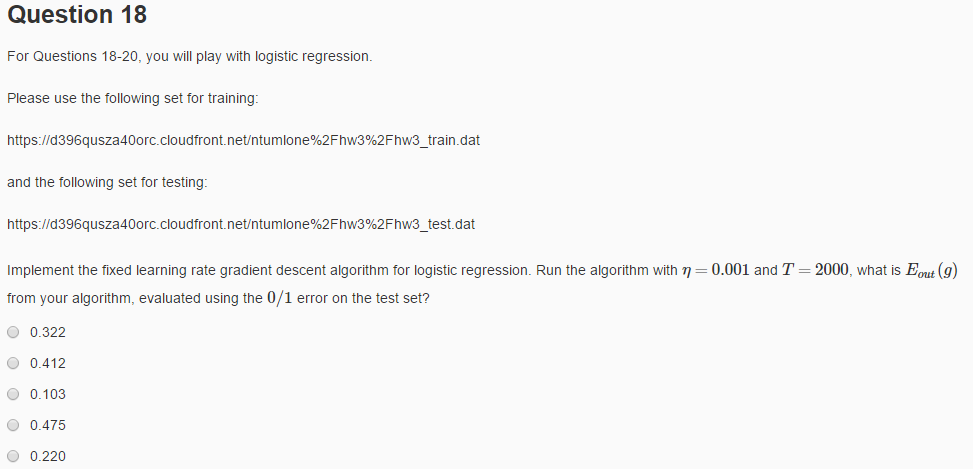 Question 18
For Questions 18-20, you will play with logistic regression.
Please use the following set for training:
https://d396qusza40orc.cloudfront.net/ntumlone%2Fhw3%2Fhw3_train.dat
and the following set for testing:
https://d396qusza40orc.cloudfront.net/ntumlone%2Fhw3%2Fhw3_test.dat
Implement the fixed learning rate gradient descent algorithm for logistic regression. Run the algorithm with η = 0.001 and T = 2000, what is E_out(g)
from your algorithm, evaluated using the 0/1 error on the test set?
0.322
0.412
0.103
0.475
0.220